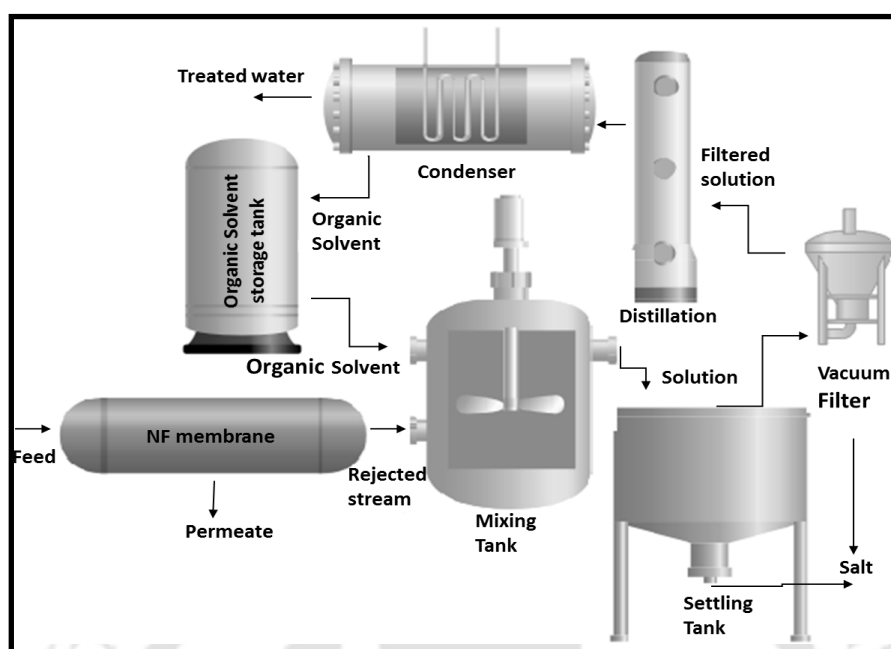 Treated water
Condenser
Filtered
solution
Organic
Solvent
Organic Solvent
storage tank
Distillation
Organic Solvent
Solution
Vacuum
Filter
NF membrane
Feed
Rejected
stream
Permeate
Mixing
Tank
Salt
Settling
Tank